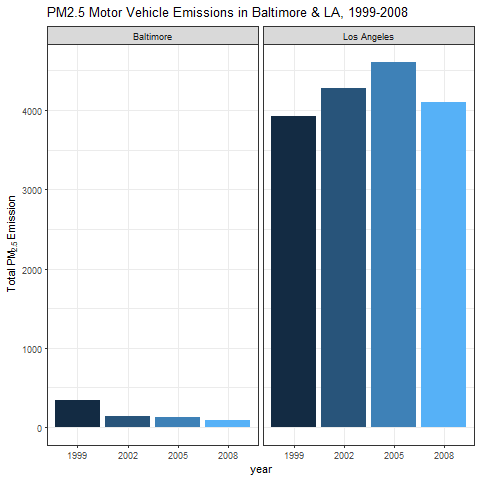 PM2.5 Motor Vehicle Emissions in Baltimore & LA, 1999-2008
Baltimore
Los Angeles
Total PM2.5 Emission
4000
3000
2000
1000
0
1999 2002 2005 2008
1999 2002 2005 2008
year